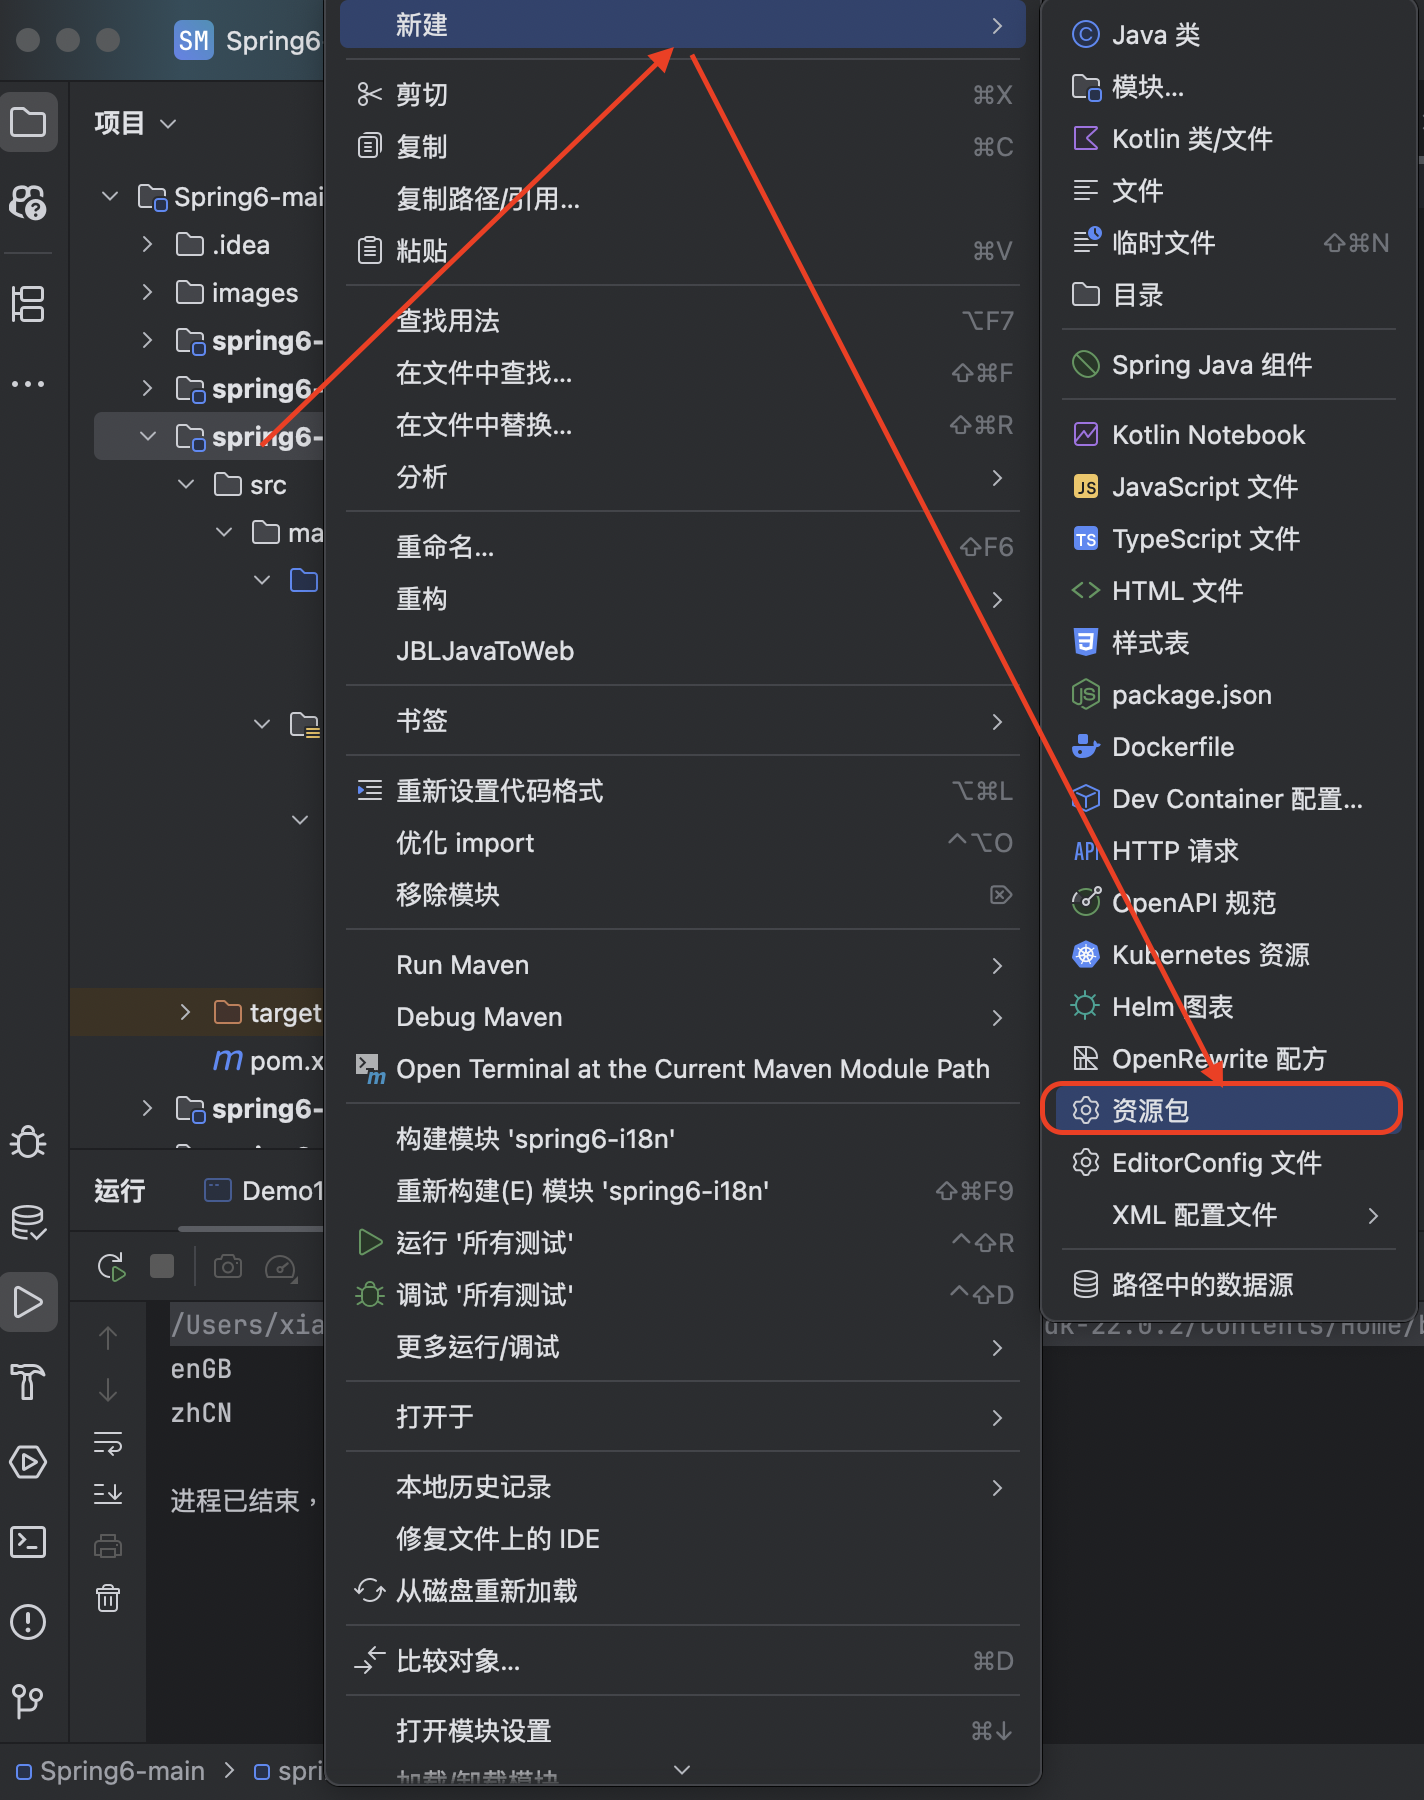 SM Spring6-
项目
Spring6-mai
.idea
images
spring6-
spring6-
spring6-
src
ma
target
m pom.x
spring6-
运行 Demo1
/Users/xia
enGB
zhCN
进程已结束，
Spring6-main > spri
新建
剪切 ⌘X
复制 ⌘C
复制路径/引用...
粘贴 ⌘V
查找用法 ⌥F7
在文件中查找... ⇧⌘F
在文件中替换... ⇧⌘R
分析
重命名... ⇧F6
重构
JBLJavaToWeb
书签
重新设置代码格式 ⌥⌘L
优化 import ⌃⌥O
移除模块 ⌦
Run Maven
Debug Maven
Open Terminal at the Current Maven Module Path
构建模块 'spring6-i18n'
重新构建(E) 模块 'spring6-i18n' ⇧⌘F9
运行 '所有测试' ⌃⇧R
调试 '所有测试' ⌃⇧D
更多运行/调试
打开于
本地历史记录
修复文件上的 IDE
从磁盘重新加载
比较对象... ⌘D
打开模块设置 ⌘↓
加载/卸载模块
Java 类
模块...
Kotlin 类/文件
文件
临时文件 ⇧⌘N
目录
Spring Java 组件
Kotlin Notebook
JS JavaScript 文件
TS TypeScript 文件
HTML 文件
样式表
package.json
Dockerfile
Dev Container 配置...
API HTTP 请求
OpenAPI 规范
Kubernetes 资源
Helm 图表
OpenRewrite 配方
资源包
EditorConfig 文件
XML 配置文件
路径中的数据源
dk-22.0.2/Contents/Home/b